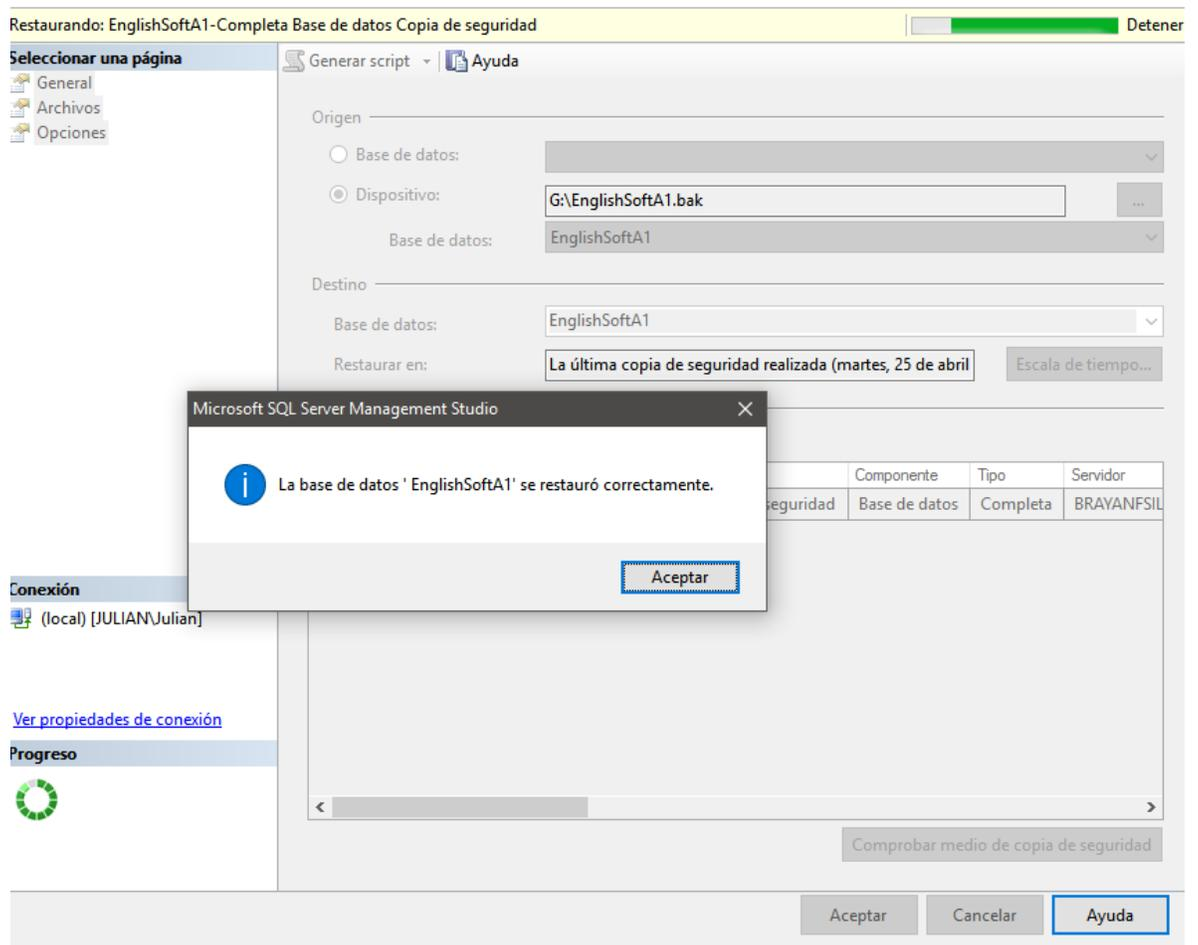 Restaurando: EnglishSoftA1-Completa Base de datos Copia de seguridad
Detener
Seleccionar una página
General
Archivos
Opciones
Generar script
Ayuda
Origen
Base de datos:
Dispositivo:
G:\EnglishSoftA1.bak
...
Base de datos:
EnglishSoftA1
Destino
Base de datos:
EnglishSoftA1
Restaurar en:
La última copia de seguridad realizada (martes, 25 de abril
Escala de tiempo...
Microsoft SQL Server Management Studio
La base de datos ' EnglishSoftA1' se restauró correctamente.
Aceptar
Componente Tipo Servidor
seguridad Base de datos Completa BRAYANFSIL
Conexión
(local) [JULIAN\Julian]
Ver propiedades de conexión
Progreso
Comprobar medio de copia de seguridad
Aceptar Cancelar Ayuda